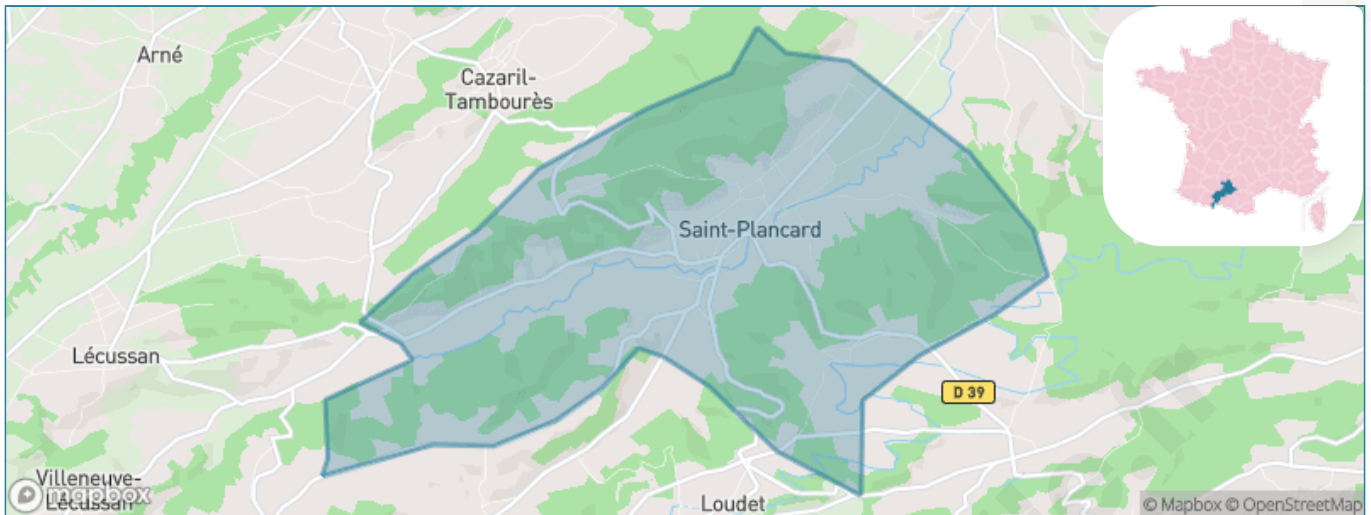 Arné
Cazaril-
Tambourès
Saint-Plancard
Lécussan
D 39
Villeneuve-
Lécussan
mapbox
Loudet
© Mapbox © OpenStreetMap